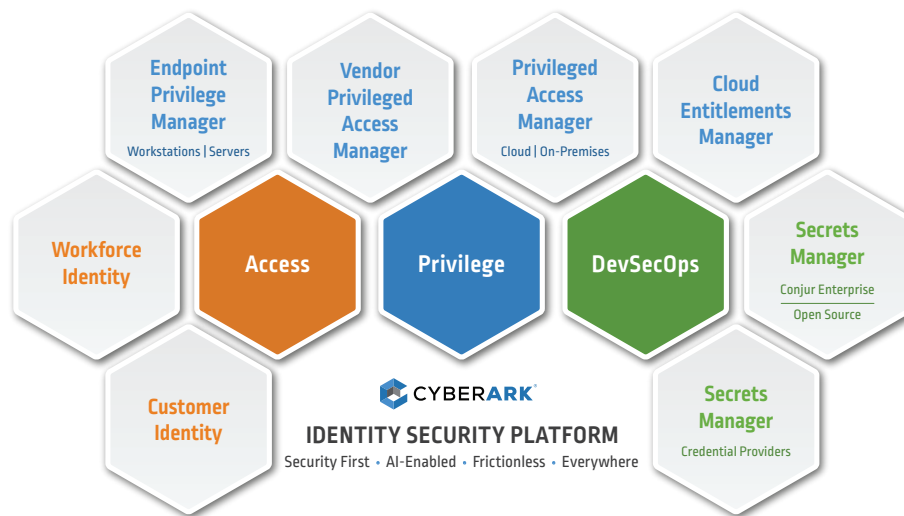 Endpoint
Privilege
Manager
Workstations | Servers
Vendor
Privileged
Access
Manager
Privileged
Access
Manager
Cloud | On-Premises
Cloud
Entitlements
Manager
Workforce
Identity
Access
Privilege
DevSecOps
Secrets
Manager
Conjur Enterprise
Open Source
Customer
Identity
CYBERARK®
IDENTITY SECURITY PLATFORM
Security First • AI-Enabled • Frictionless • Everywhere
Secrets
Manager
Credential Providers